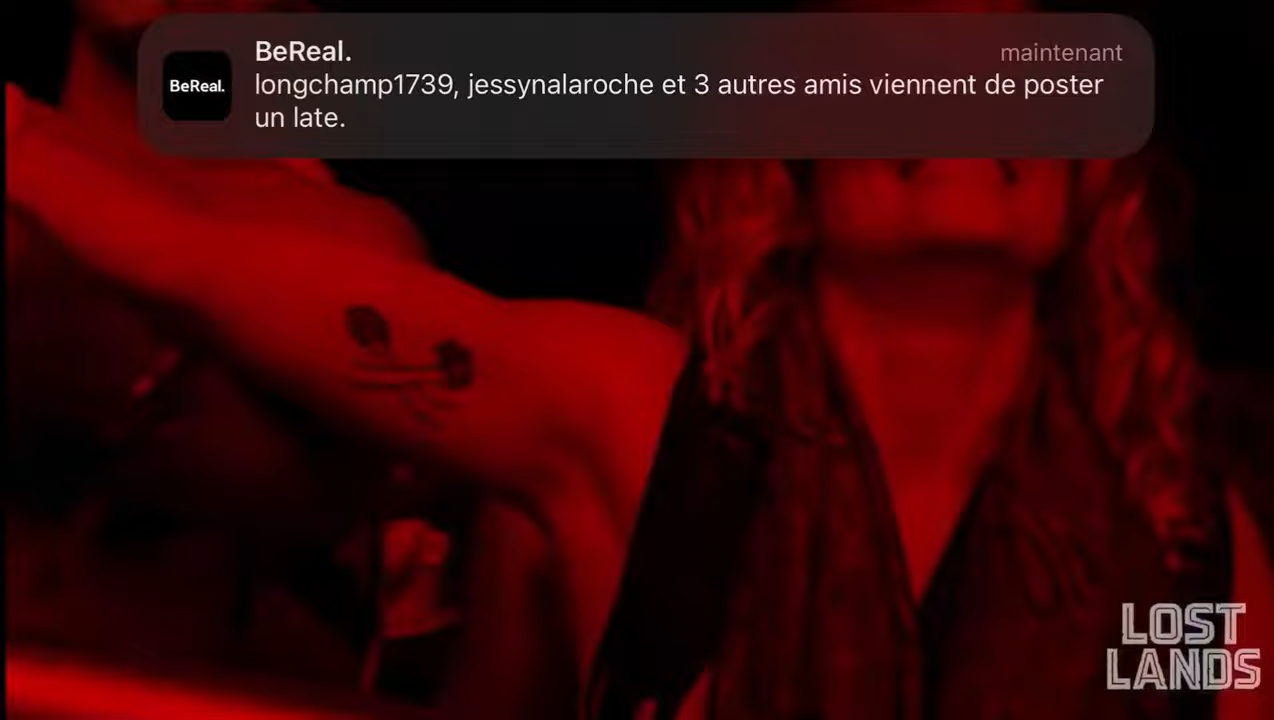 BeReal.
maintenant
BeReal.
longchamp1739, jessynalaroche et 3 autres amis viennent de poster
un late.
LOST
LANDS